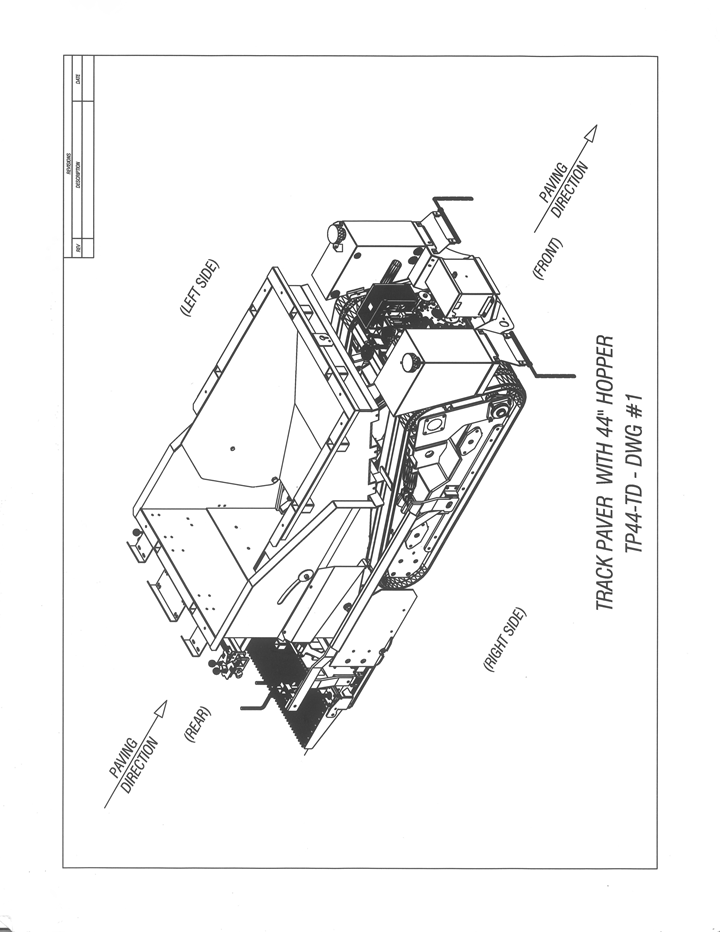 REVISIONS
REV
DESCRIPTION
DATE
(LEFT SIDE)
PAVING
DIRECTION
(FRONT)
PAVING
DIRECTION
(REAR)
(RIGHT SIDE)
TRACK PAVER WITH 44" HOPPER
TP44-TD - DWG #1